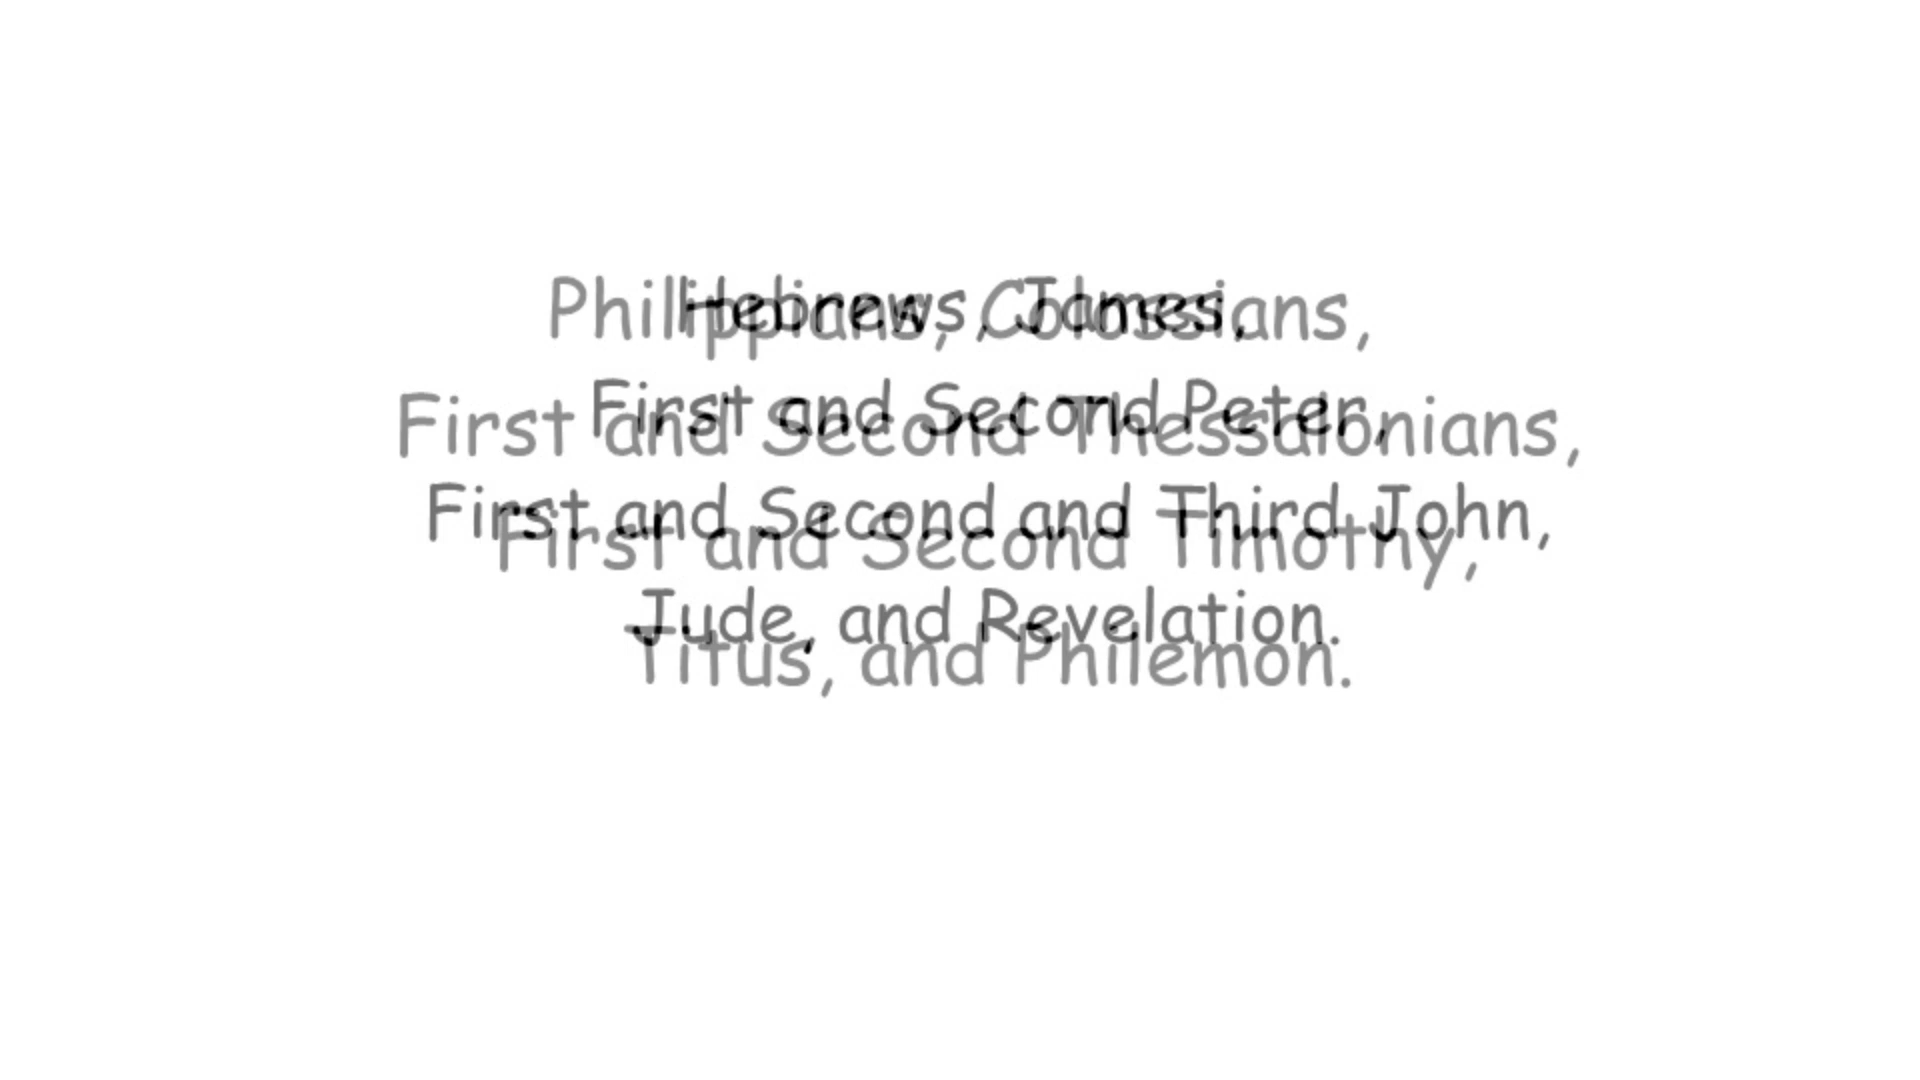 Phillippians, Colossians,
First and Second Thessalonians,
First and Second Timothy,
Titus, and Philemon.
Hebrews, James,
First and Second Peter,
First and Second and Third John,
Jude, and Revelation.